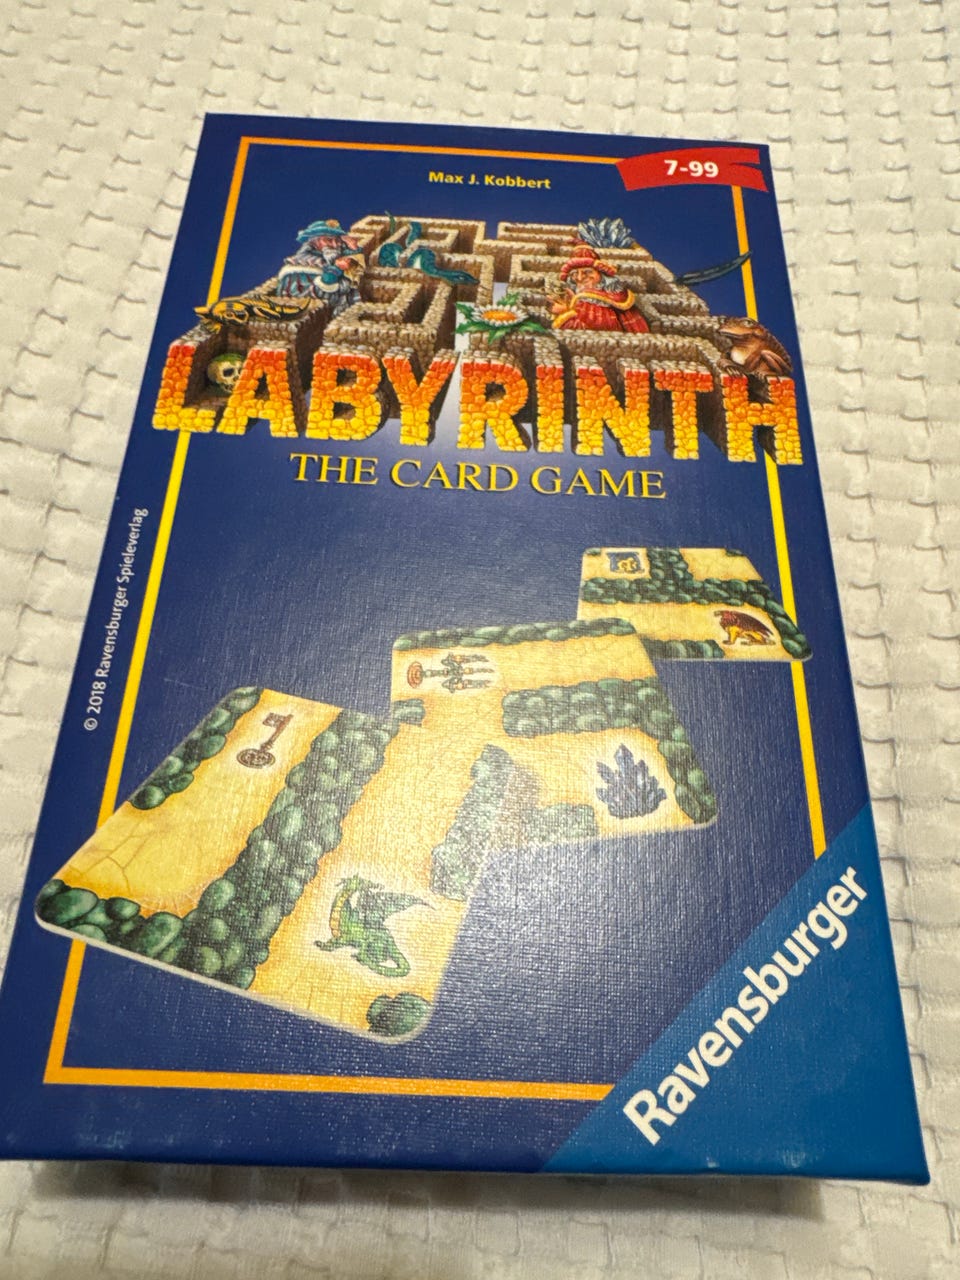 Max J. Kobbert
7-99
LABYRINTH
THE CARD GAME
© 2018 Ravensburger Spieleverlag
Ravensburger